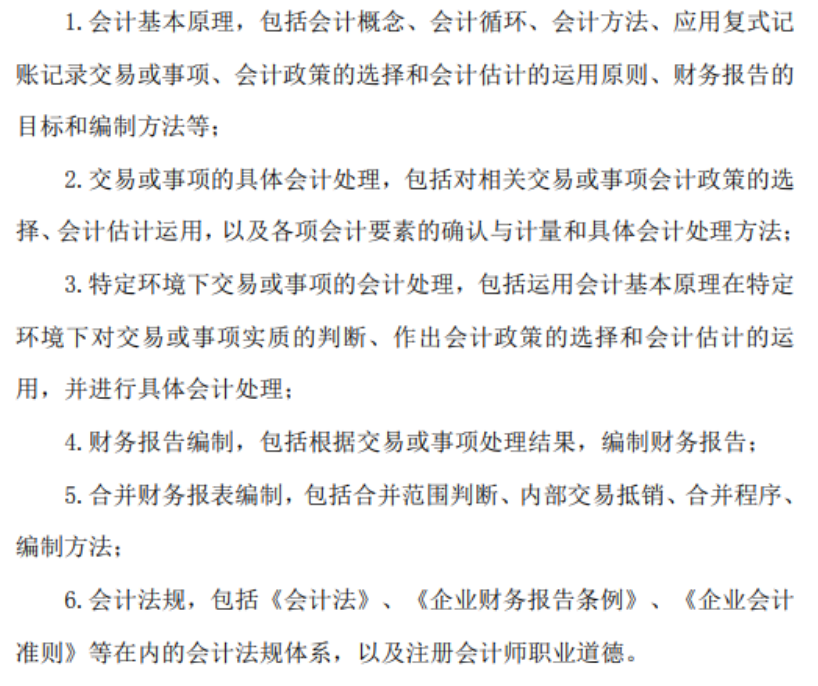 1.会计基本原理，包括会计概念、会计循环、会计方法、应用复式记
账记录交易或事项、会计政策的选择和会计估计的运用原则、财务报告的
目标和编制方法等；
2.交易或事项的具体会计处理，包括对相关交易或事项会计政策的选
择、会计估计运用，以及各项会计要素的确认与计量和具体会计处理方法；
3.特定环境下交易或事项的会计处理，包括运用会计基本原理在特定
环境下对交易或事项实质的判断、作出会计政策的选择和会计估计的运
用，并进行具体会计处理；
4.财务报告编制，包括根据交易或事项处理结果，编制财务报告；
5.合并财务报表编制，包括合并范围判断、内部交易抵销、合并程序、
编制方法；
6.会计法规，包括《会计法》、《企业财务报告条例》、《企业会计
准则》等在内的会计法规体系，以及注册会计师职业道德。